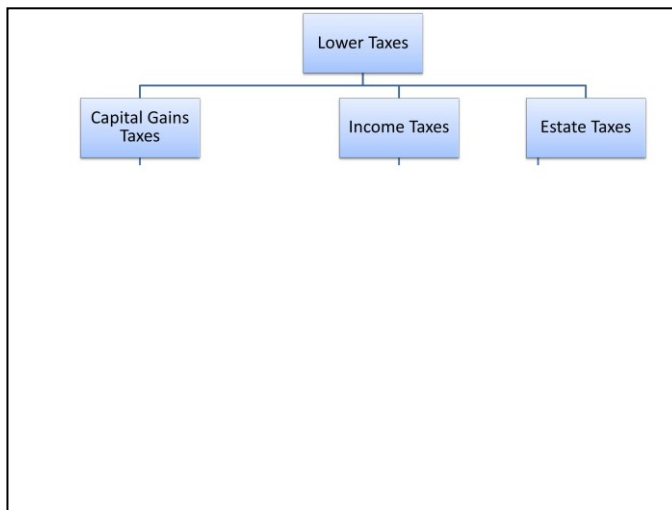 Lower Taxes
Capital Gains
Taxes
Income Taxes
Estate Taxes